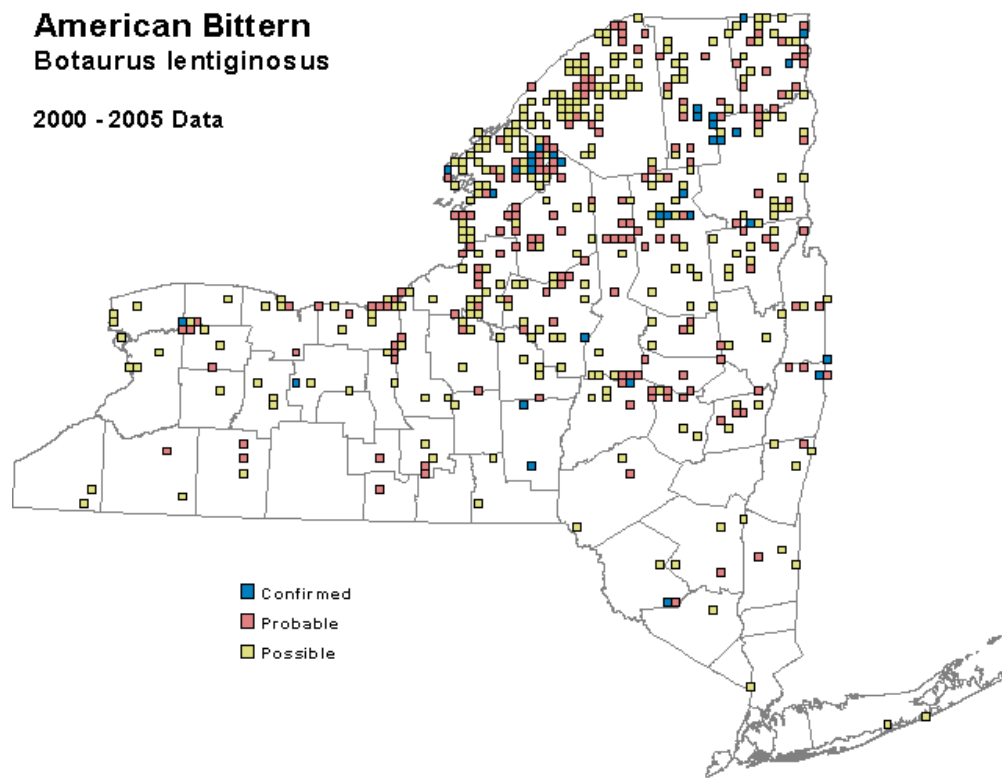 American Bittern
Botaurus lentiginosus
2000 - 2005 Data
Confirmed
Probable
Possible